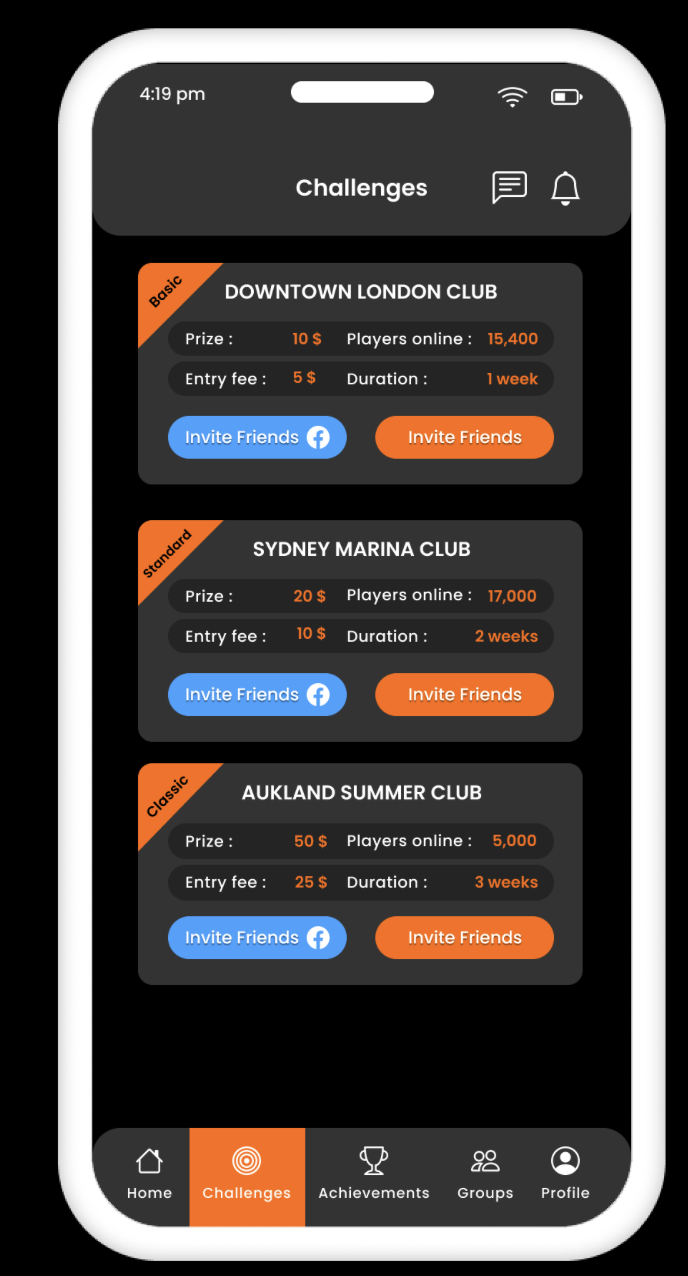 4:19 pm
Challenges
Basic
DOWNTOWN LONDON CLUB
Prize : 10 $ Players online : 15,400
Entry fee : 5 $ Duration : 1 week
Invite Friends Invite Friends
Standard
SYDNEY MARINA CLUB
Prize : 20 $ Players online : 17,000
Entry fee : 10 $ Duration : 2 weeks
Invite Friends Invite Friends
Classic
AUKLAND SUMMER CLUB
Prize : 50 $ Players online : 5,000
Entry fee : 25 $ Duration : 3 weeks
Invite Friends Invite Friends
Home Challenges Achievements Groups Profile